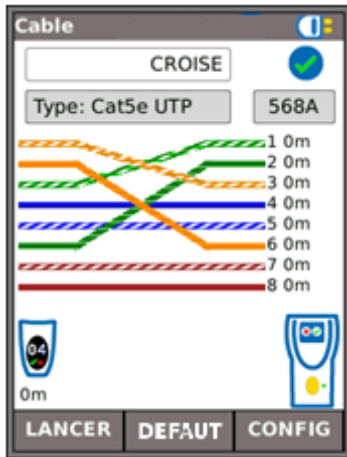 Cable
CROISE
Type: Cat5e UTP
568A
1 0m
2 0m
3 0m
4 0m
5 0m
6 0m
7 0m
8 0m
04
0m
LANCER
DEFAUT
CONFIG